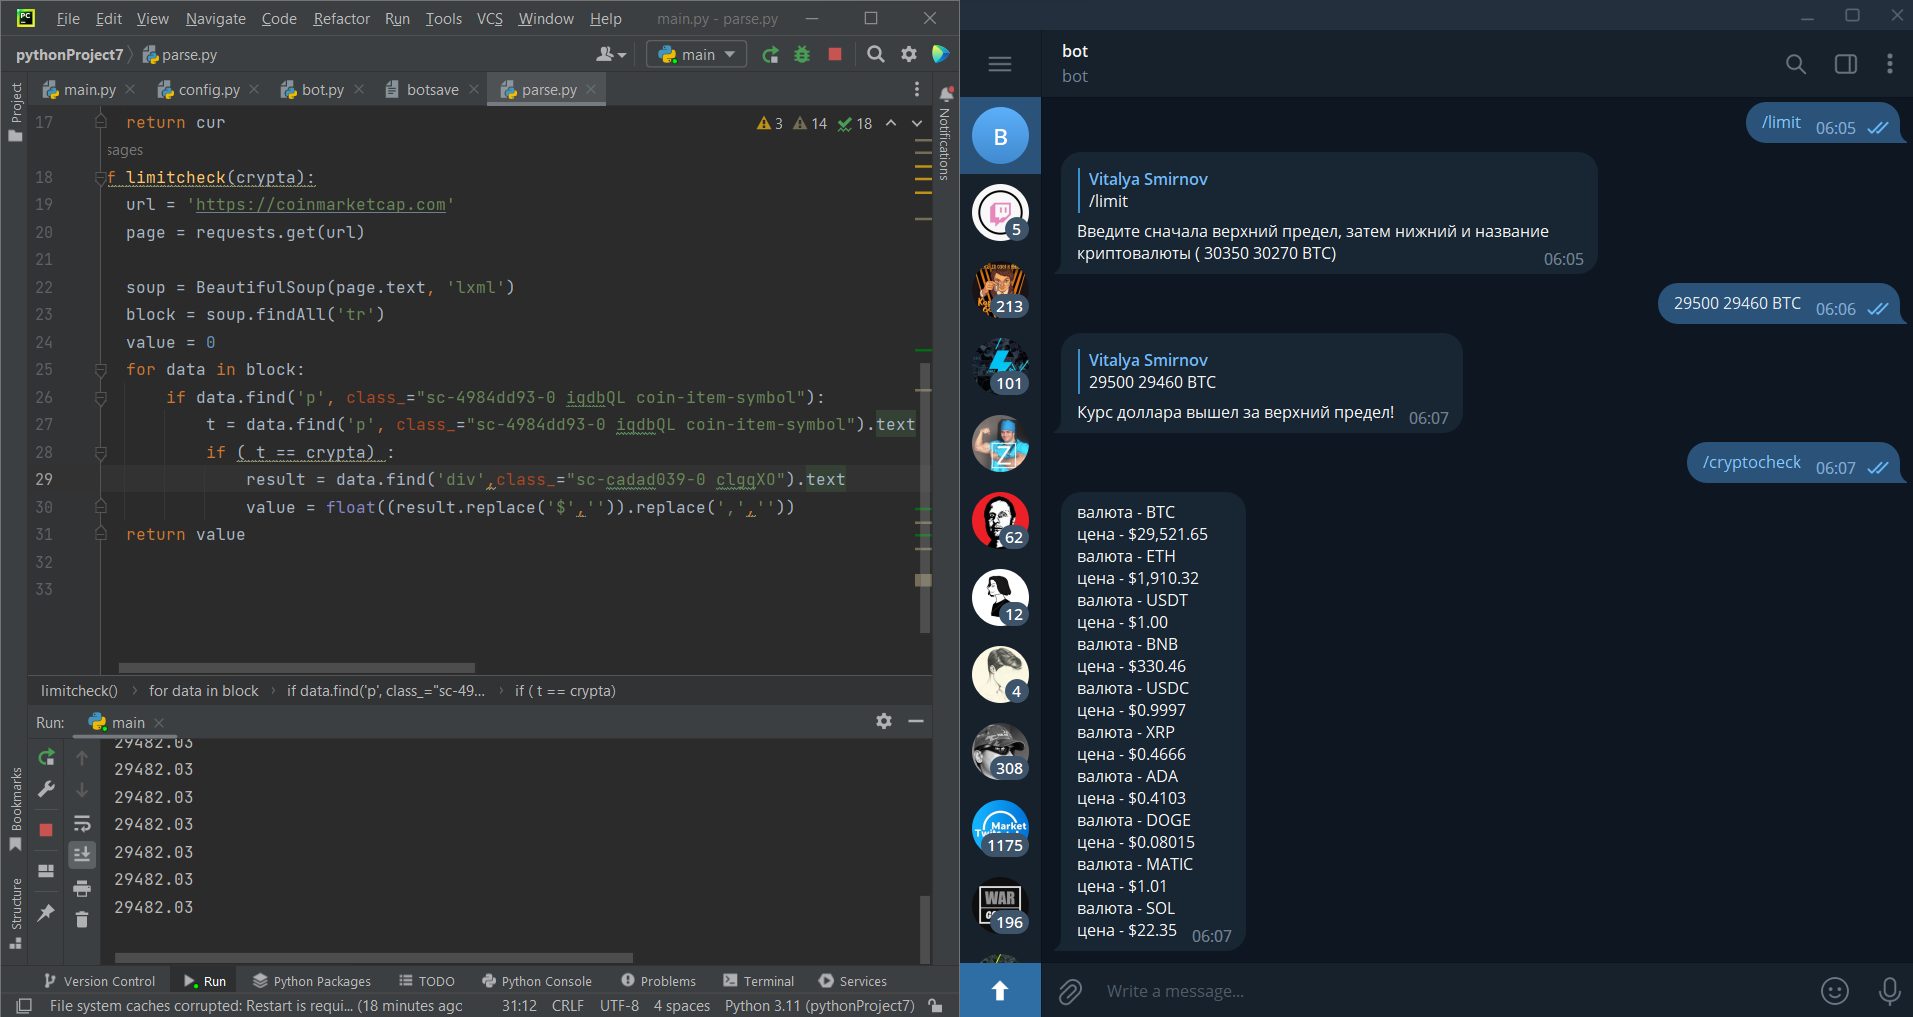 PC
File Edit View Navigate Code Refactor Run Tools VCS Window Help main.py - parse.py
pythonProject7 parse.py main
main.py config.py bot.py botsave parse.py
Project
Notifications
3 14 18
17 return cur
sages
18 f limitcheck(crypta):
19 url = 'https://coinmarketcap.com'
20 page = requests.get(url)
21
22 soup = BeautifulSoup(page.text, 'lxml')
23 block = soup.findAll('tr')
24 value = 0
25 for data in block:
26 if data.find('p', class_="sc-4984dd93-0 iqdbQL coin-item-symbol"):
27 t = data.find('p', class_="sc-4984dd93-0 iqdbQL coin-item-symbol").text
28 if ( t == crypta) :
29 result = data.find('div',class_="sc-cadad039-0 clgqXO").text
30 value = float((result.replace('$','')).replace(',',''))
31 return value
32
33
limitcheck() for data in block if data.find('p', class_="sc-49... if ( t == crypta)
Run: main
29482.03
29482.03
29482.03
29482.03
29482.03
29482.03
29482.03
Bookmarks
Structure
Version Control Run Python Packages TODO Python Console Problems Terminal Services
File system caches corrupted: Restart is requi... (18 minutes ago 31:12 CRLF UTF-8 4 spaces Python 3.11 (pythonProject7)
bot
bot
B
5
213
101
Z
62
12
4
308
Market
1175
WAR
196
/limit 06:05
Vitalya Smirnov
/limit
Введите сначала верхний предел, затем нижний и название
криптовалюты ( 30350 30270 BTC) 06:05
29500 29460 BTC 06:06
Vitalya Smirnov
29500 29460 BTC
Курс доллара вышел за верхний предел! 06:07
/cryptocheck 06:07
валюта - BTC
цена - $29,521.65
валюта - ETH
цена - $1,910.32
валюта - USDT
цена - $1.00
валюта - BNB
цена - $330.46
валюта - USDC
цена - $0.9997
валюта - XRP
цена - $0.4666
валюта - ADA
цена - $0.4103
валюта - DOGE
цена - $0.08015
валюта - MATIC
цена - $1.01
валюта - SOL
цена - $22.35 06:07
Write a message...